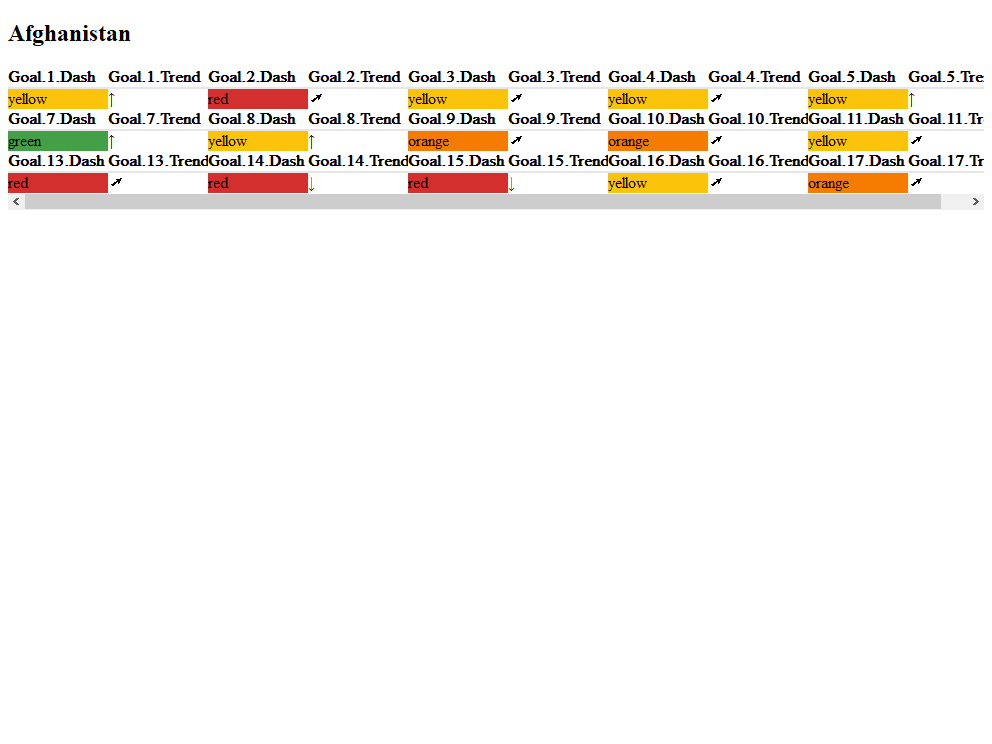 Afghanistan
Goal.1.Dash Goal.1.Trend Goal.2.Dash Goal.2.Trend Goal.3.Dash Goal.3.Trend Goal.4.Dash Goal.4.Trend Goal.5.Dash Goal.5.Tre
yellow ↑ red ➚ yellow ➚ yellow ➚ yellow ↑
Goal.7.Dash Goal.7.Trend Goal.8.Dash Goal.8.Trend Goal.9.Dash Goal.9.Trend Goal.10.Dash Goal.10.Trend Goal.11.Dash Goal.11.Tr
green ↑ yellow ↑ orange ➚ orange ➚ yellow ➚
Goal.13.Dash Goal.13.Trend Goal.14.Dash Goal.14.Trend Goal.15.Dash Goal.15.Trend Goal.16.Dash Goal.16.Trend Goal.17.Dash Goal.17.T
red ➚ red ↓ red ↓ yellow ➚ orange ➚